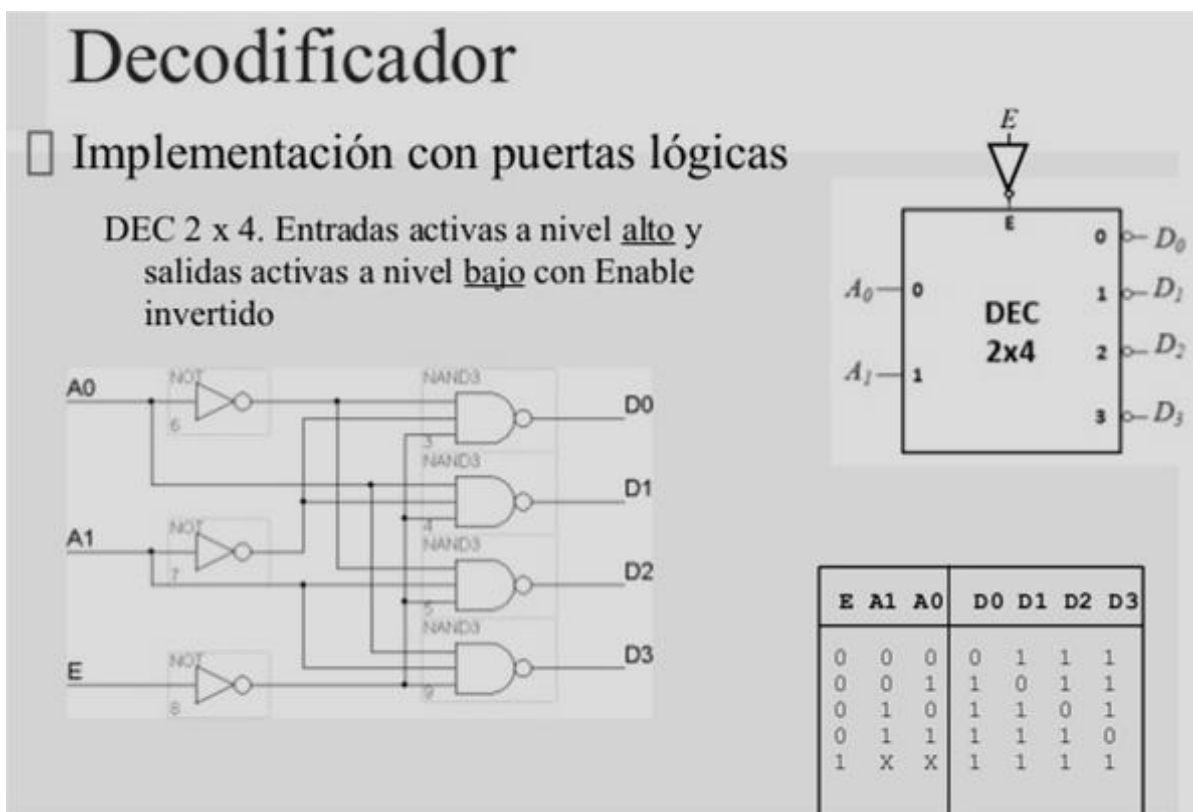 Decodificador
Implementación con puertas lógicas
DEC 2 x 4. Entradas activas a nivel alto y
salidas activas a nivel bajo con Enable
invertido
E
E
0 D0
A0 0
1 D1
DEC
2x4
2 D2
A1 1
3 D3
NOT NAND3
A0 D0
6 3
NAND3
D1
NOT 4
A1 NAND3
D2
7 5
NAND3
NOT D3
E
8 9
E A1 A0 D0 D1 D2 D3
0 0 0 0 1 1 1
0 0 1 1 0 1 1
0 1 0 1 1 0 1
0 1 1 1 1 1 0
1 X X 1 1 1 1